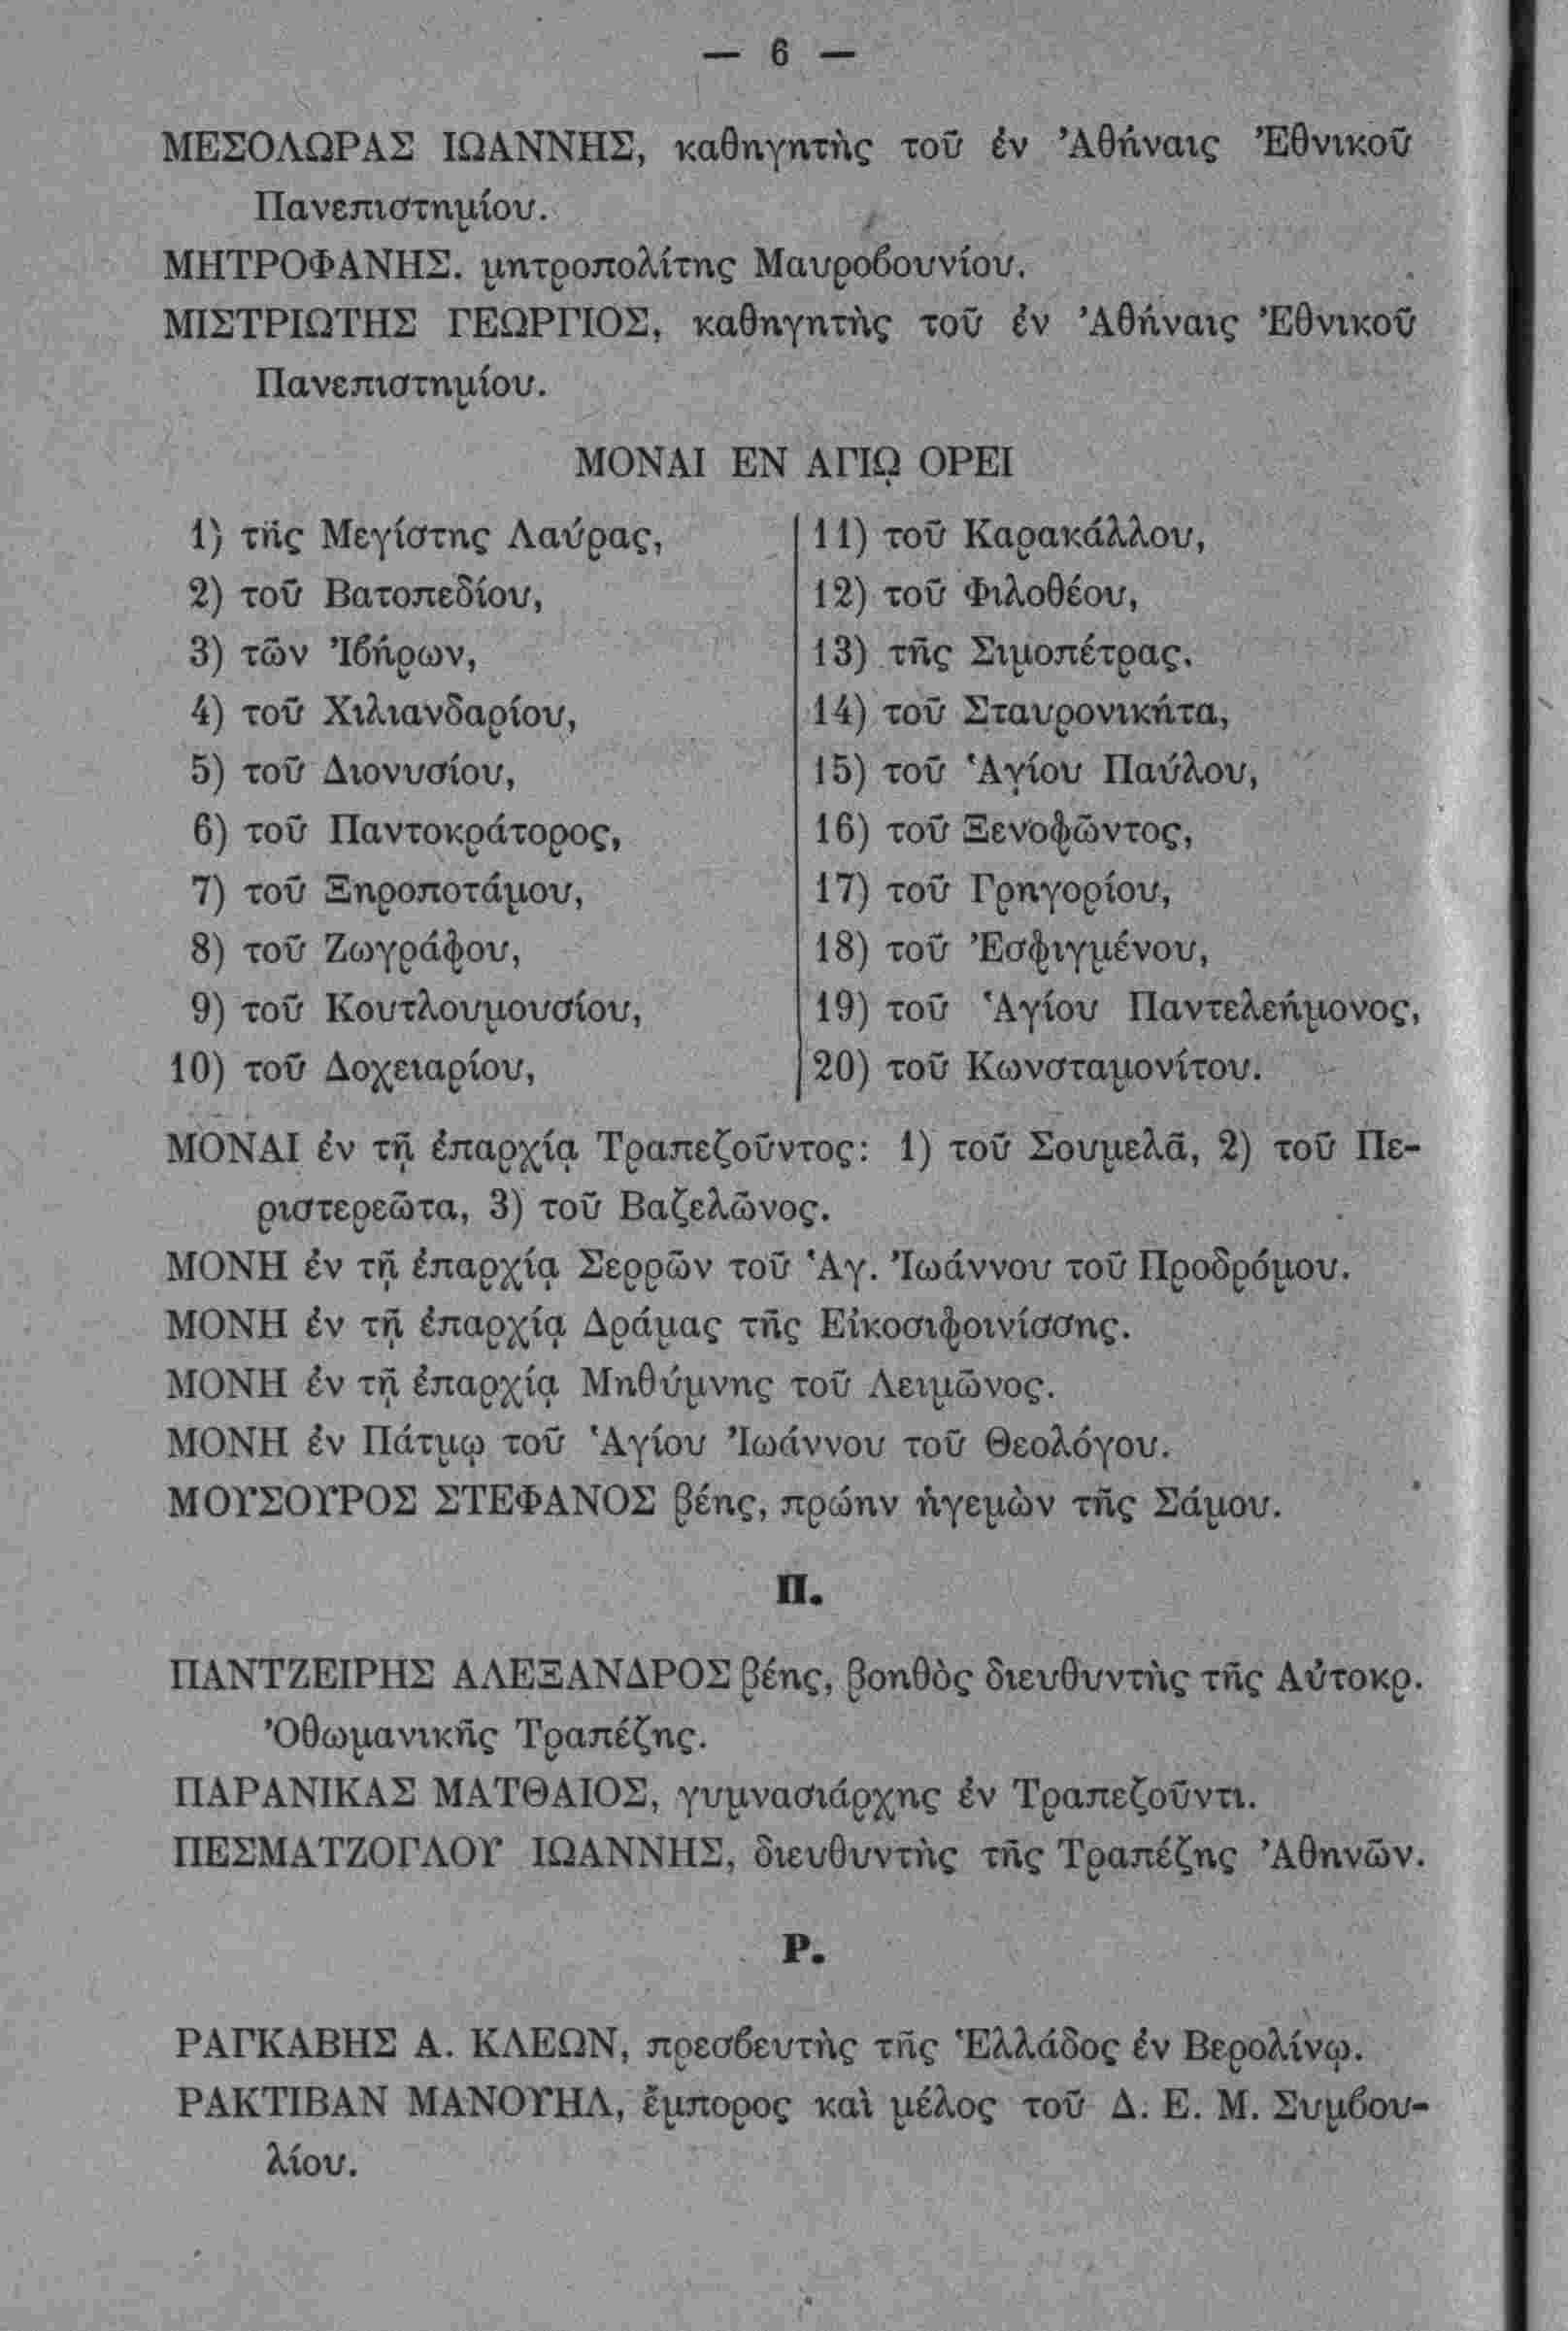 — 6 —
ΜΕΣΟΛΩΡΑΣ ΙΩΑΝΝΗΣ, καθηγητὴς τοῦ ἐν Ἀθήναις Ἐθνικοῦ
Πανεπιστημίου.
ΜΗΤΡΟΦΑΝΗΣ. μητροπολίτης Μαυροβουνίου.
ΜΙΣΤΡΙΩΤΗΣ ΓΕΩΡΓΙΟΣ, καθηγητὴς τοῦ ἐν Ἀθήναις Ἐθνικοῦ
Πανεπιστημίου.
ΜΟΝΑΙ ΕΝ ΑΓΙῼ ΟΡΕΙ
1) τῆς Μεγίστης Λαύρας,
2) τοῦ Βατοπεδίου,
3) τῶν Ἰβήρων,
4) τοῦ Χιλιανδαρίου,
5) τοῦ Διονυσίου,
6) τοῦ Παντοκράτορος,
7) τοῦ Ξηροποτάμου,
8) τοῦ Ζωγράφου,
9) τοῦ Κουτλουμουσίου,
10) τοῦ Δοχειαρίου,
11) τοῦ Καρακάλλου,
12) τοῦ Φιλοθέου,
13) τῆς Σιμοπέτρας,
14) τοῦ Σταυρονικήτα,
15) τοῦ Ἁγίου Παύλου,
16) τοῦ Ξενοφῶντος,
17) τοῦ Γρηγορίου,
18) τοῦ Ἐσφιγμένου,
19) τοῦ Ἁγίου Παντελεήμονος,
20) τοῦ Κωνσταμονίτου.
ΜΟΝΑΙ ἐν τῇ ἐπαρχίᾳ Τραπεζοῦντος: 1) τοῦ Σουμελᾶ, 2) τοῦ Πε-
ριστερεῶτα, 3) τοῦ Βαζελῶνος.
ΜΟΝΗ ἐν τῇ ἐπαρχίᾳ Σερρῶν τοῦ Ἁγ. Ἰωάννου τοῦ Προδρόμου.
ΜΟΝΗ ἐν τῇ ἐπαρχίᾳ Δράμας τῆς Εἰκοσιφοινίσσης.
ΜΟΝΗ ἐν τῇ ἐπαρχίᾳ Μηθύμνης τοῦ Λειμῶνος.
ΜΟΝΗ ἐν Πάτμῳ τοῦ Ἁγίου Ἰωάννου τοῦ Θεολόγου.
ΜΟΥΣΟΥΡΟΣ ΣΤΕΦΑΝΟΣ βέης, πρώην ἡγεμὼν τῆς Σάμου.
Π.
ΠΑΝΤΖΕΙΡΗΣ ΑΛΕΞΑΝΔΡΟΣ βέης, βοηθὸς διευθυντὴς τῆς Αὐτοκρ.
Ὀθωμανικῆς Τραπέζης.
ΠΑΡΑΝΙΚΑΣ ΜΑΤΘΑΙΟΣ, γυμνασιάρχης ἐν Τραπεζοῦντι.
ΠΕΣΜΑΤΖΟΓΛΟΥ ΙΩΑΝΝΗΣ, διευθυντὴς τῆς Τραπέζης Ἀθηνῶν.
Ρ.
ΡΑΓΚΑΒΗΣ Α. ΚΛΕΩΝ, πρεσβευτὴς τῆς Ἑλλάδος ἐν Βερολίνῳ.
ΡΑΚΤΙΒΑΝ ΜΑΝΟΥΗΛ, ἔμπορος καὶ μέλος τοῦ Δ. Ε. Μ. Συμβου-
λίου.